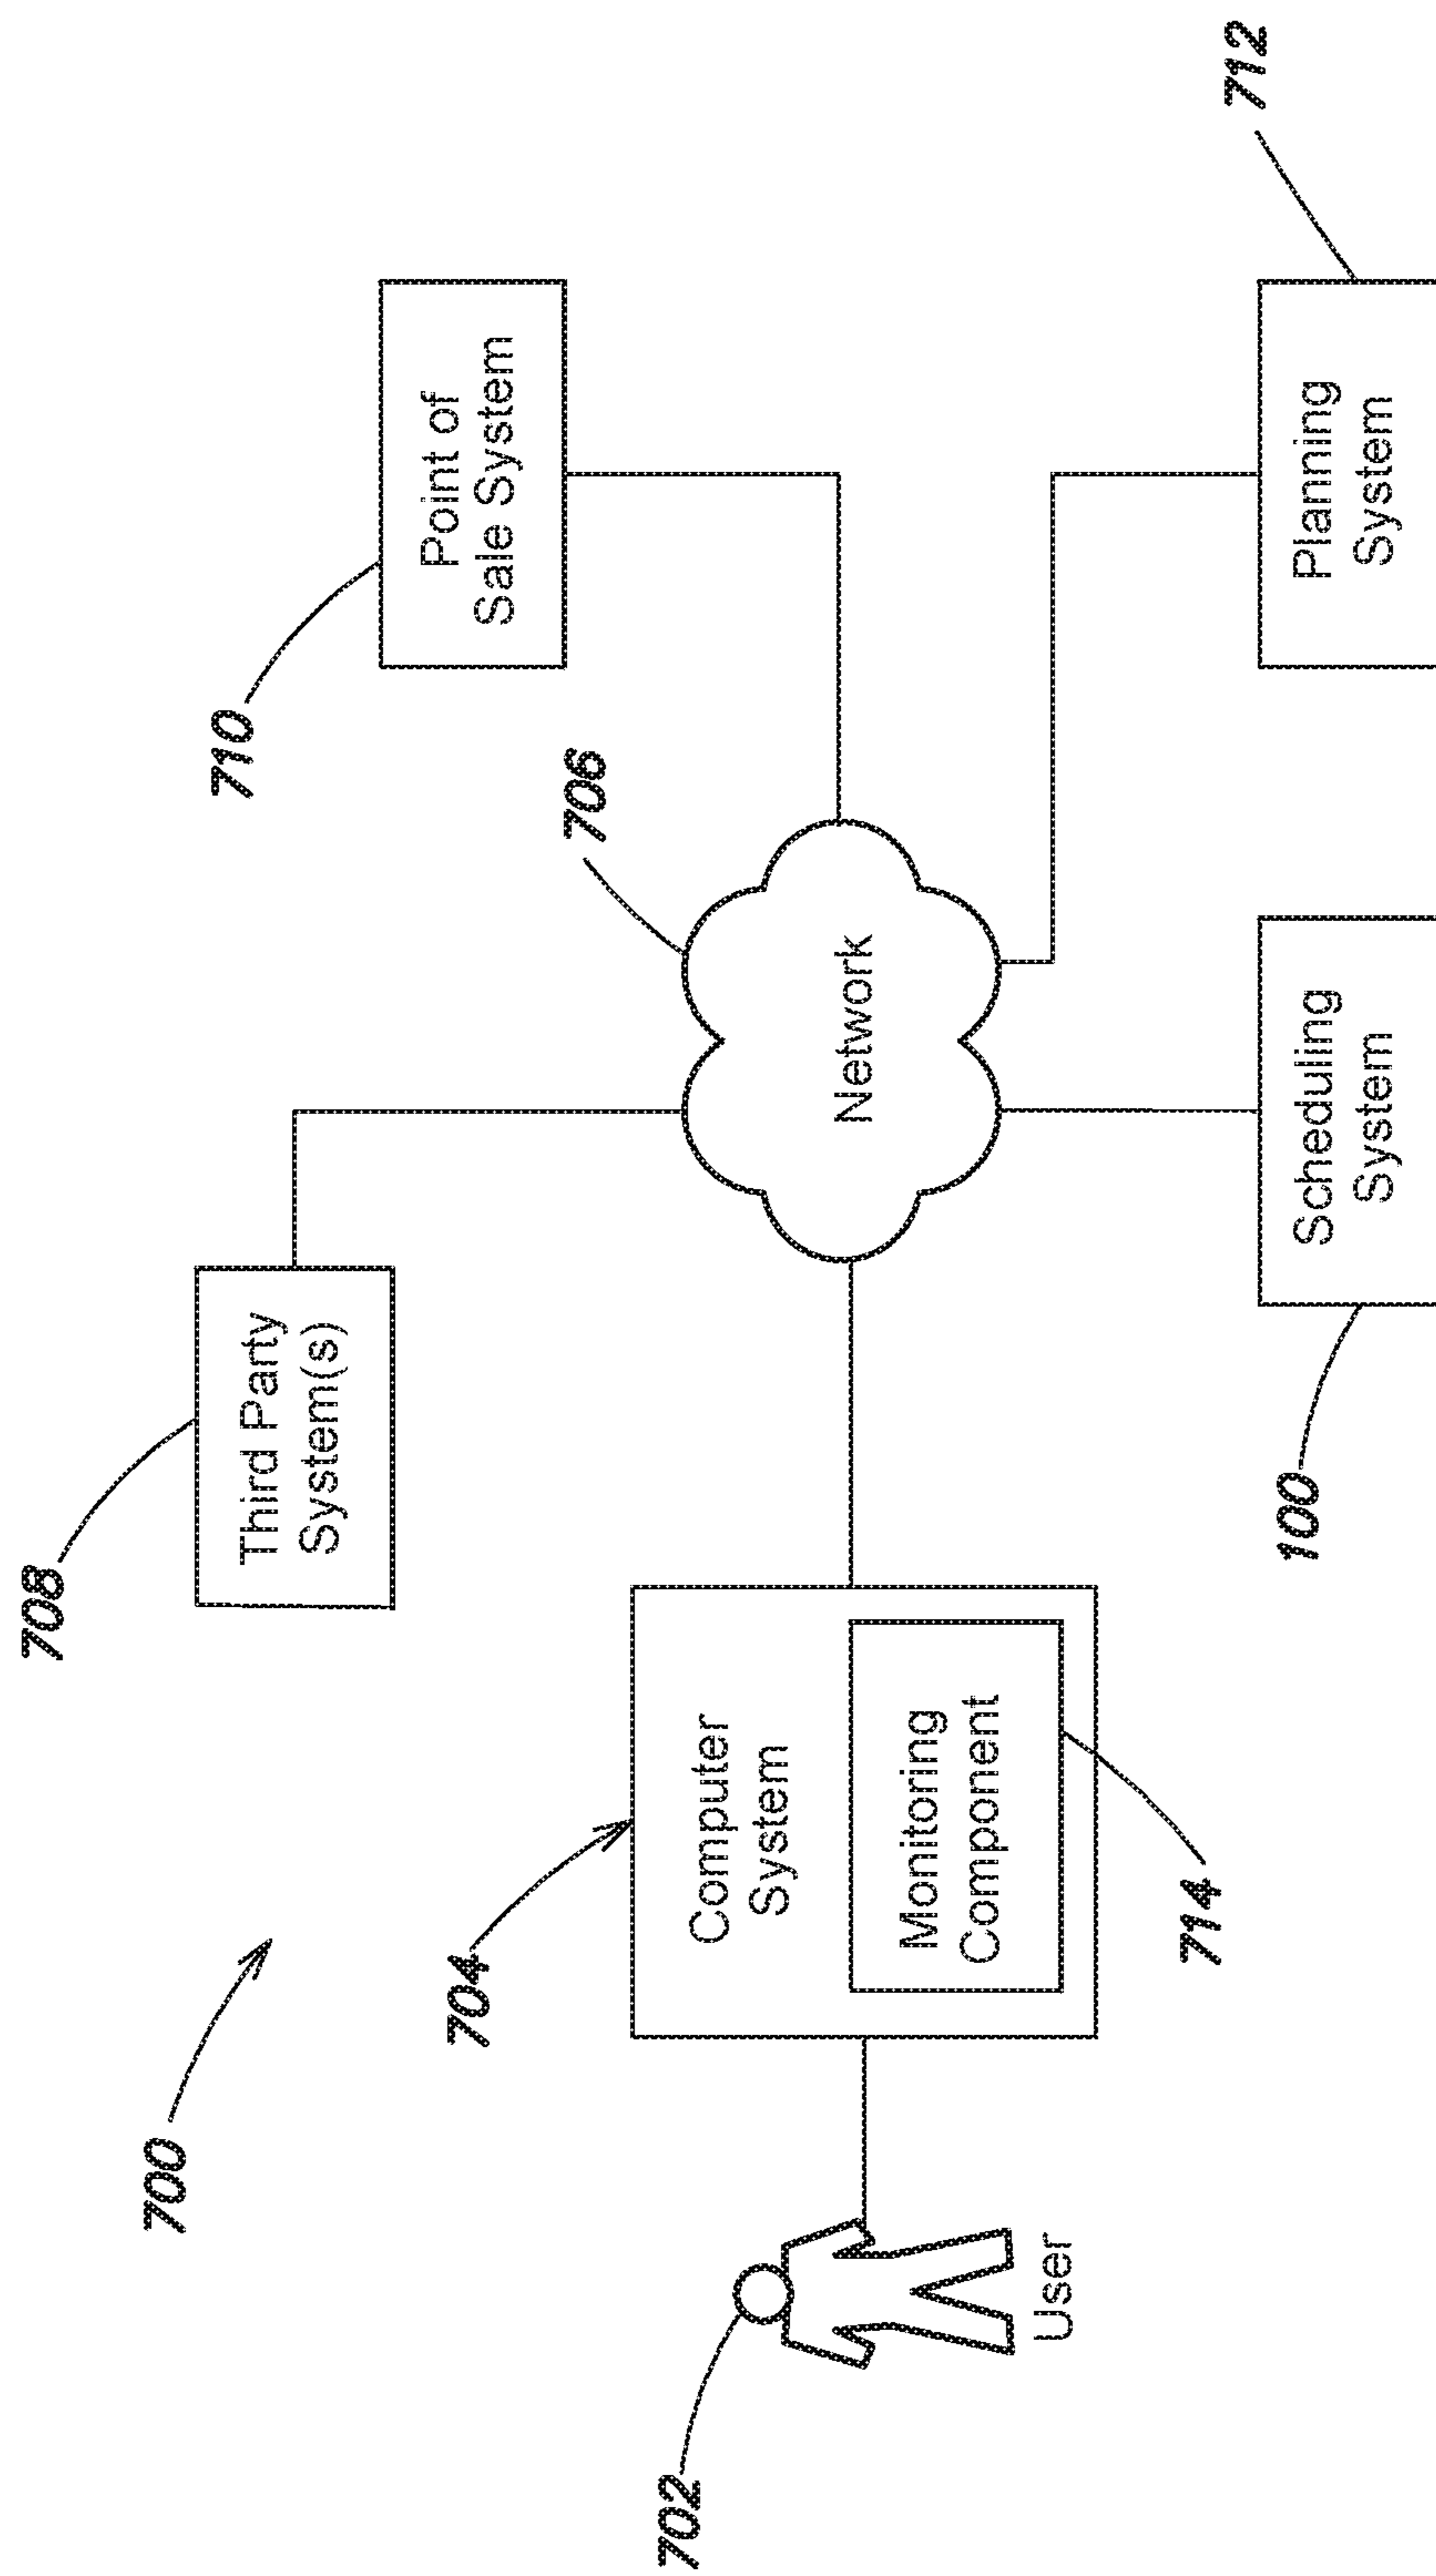 700
708
Third Party
System(s)
710
Point of
Sale System
704
Computer
System
Monitoring
Component
714
706
Network
702
User
100
Scheduling
System
712
Planning
System